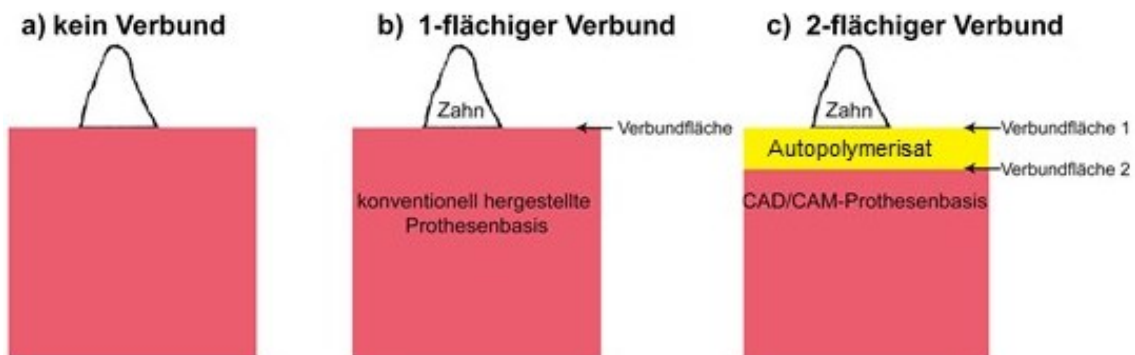 a) kein Verbund
b) 1-flächiger Verbund
c) 2-flächiger Verbund
Zahn
Verbundfläche
konventionell hergestellte
Prothesenbasis
Zahn
Verbundfläche 1
Autopolymerisat
Verbundfläche 2
CAD/CAM-Prothesenbasis